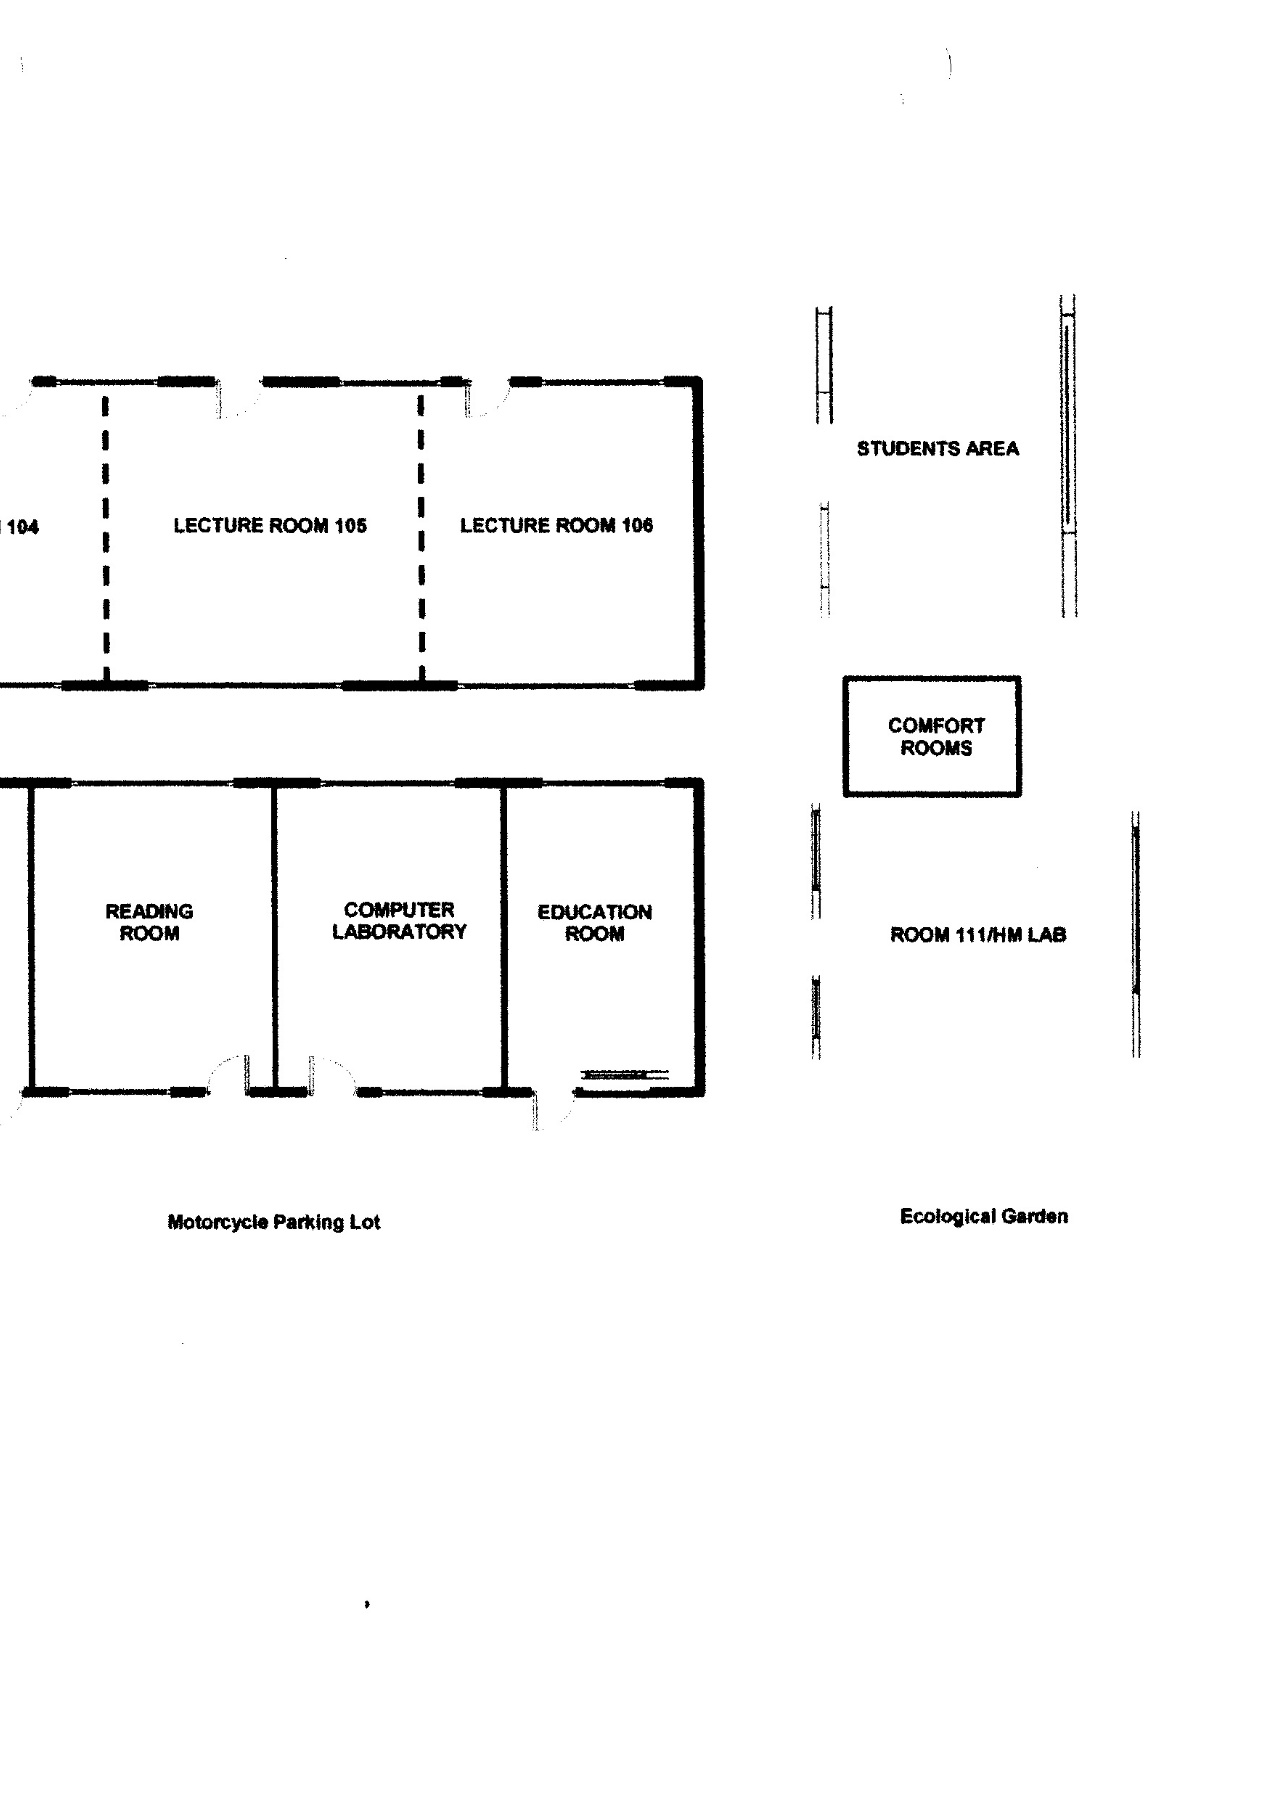 STUDENTS AREA
104
LECTURE ROOM 105
LECTURE ROOM 106
COMFORT
ROOMS
READING
ROOM
COMPUTER
LABORATORY
EDUCATION
ROOM
ROOM 111/HM LAB
Motorcycle Parking Lot
Ecological Garden